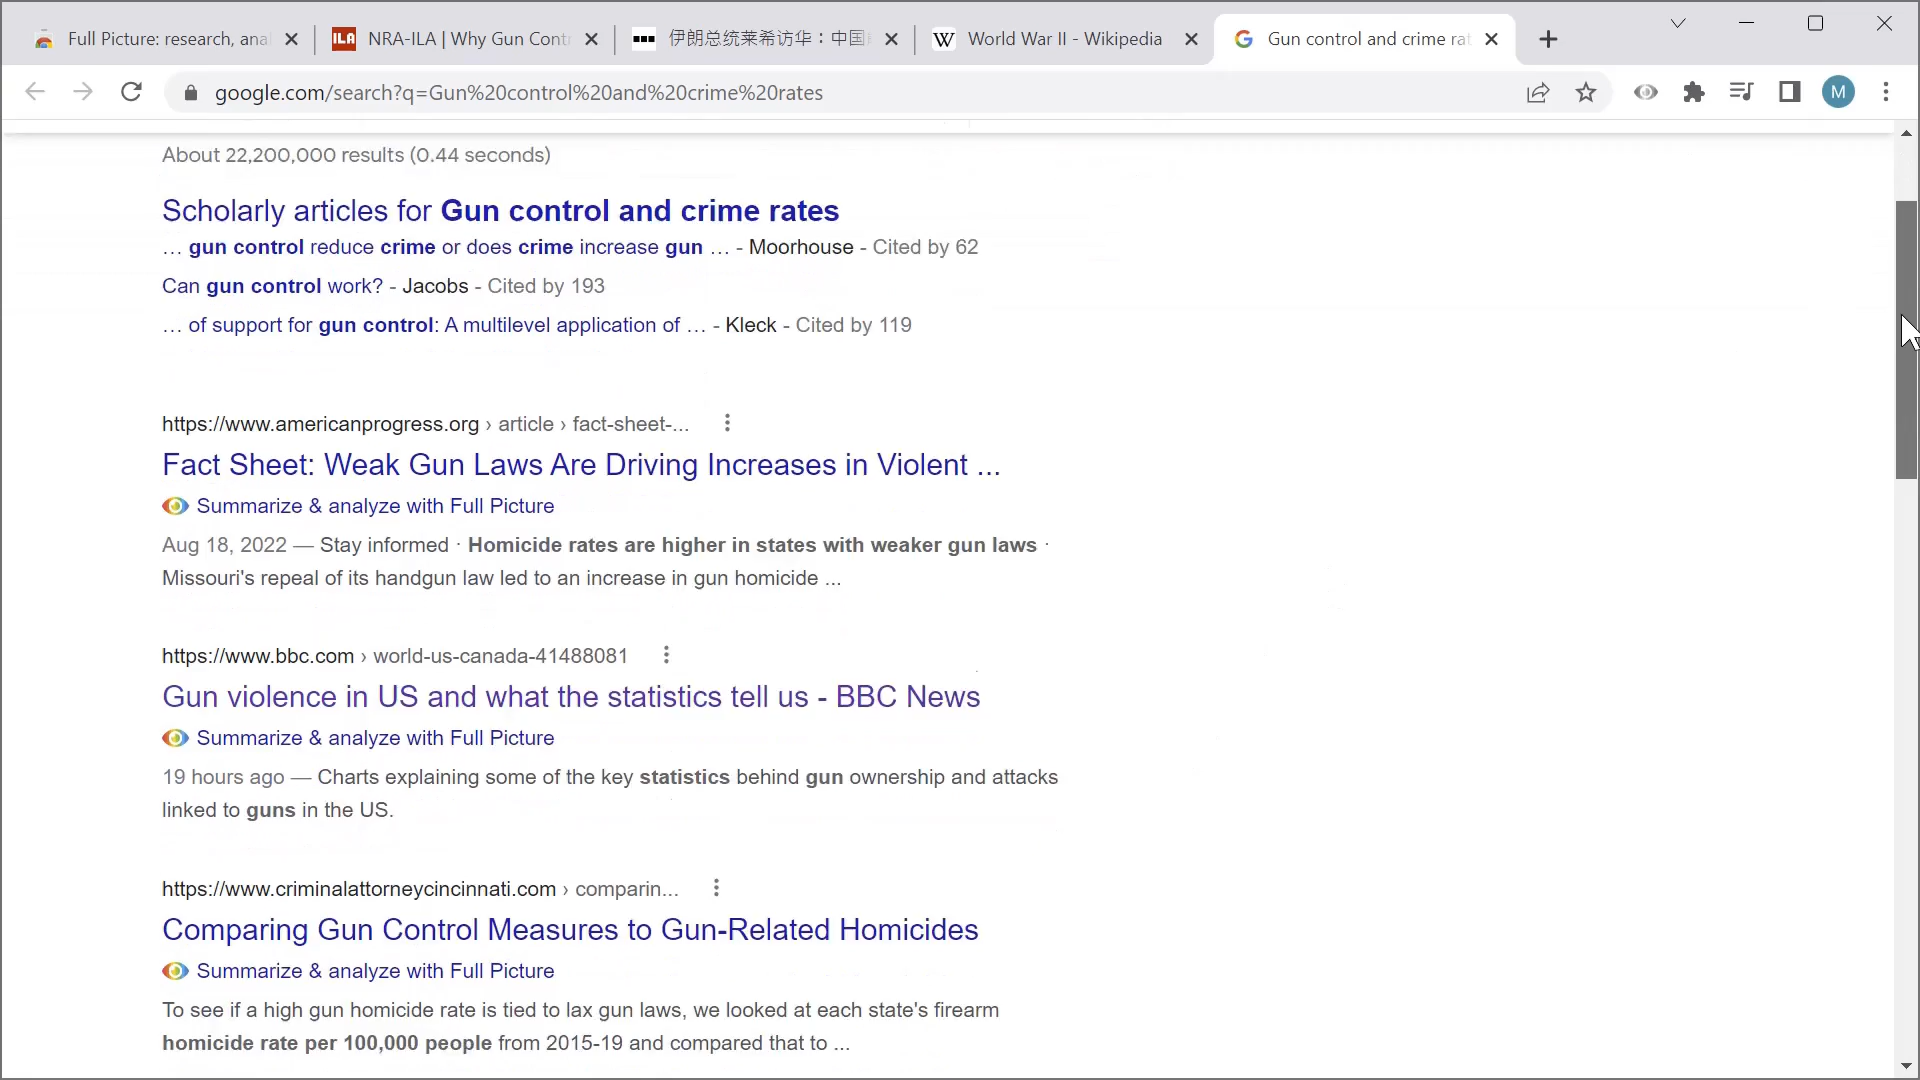 Full Picture: research, ana
NRA-ILA | Why Gun Cont
伊朗总统莱希访华：中国
World War II - Wikipedia
Gun control and crime rat
google.com/search?q=Gun%20control%20and%20crime%20rates
M
About 22,200,000 results (0.44 seconds)
Scholarly articles for Gun control and crime rates
… gun control reduce crime or does crime increase gun … - Moorhouse - Cited by 62
Can gun control work? - Jacobs - Cited by 193
… of support for gun control: A multilevel application of … - Kleck - Cited by 119
https://www.americanprogress.org › article › fact-sheet-...
Fact Sheet: Weak Gun Laws Are Driving Increases in Violent ...
Summarize & analyze with Full Picture
Aug 18, 2022 — Stay informed · Homicide rates are higher in states with weaker gun laws ·
Missouri's repeal of its handgun law led to an increase in gun homicide ...
https://www.bbc.com › world-us-canada-41488081
Gun violence in US and what the statistics tell us - BBC News
Summarize & analyze with Full Picture
19 hours ago — Charts explaining some of the key statistics behind gun ownership and attacks
linked to guns in the US.
https://www.criminalattorneycincinnati.com › comparin...
Comparing Gun Control Measures to Gun-Related Homicides
Summarize & analyze with Full Picture
To see if a high gun homicide rate is tied to lax gun laws, we looked at each state's firearm
homicide rate per 100,000 people from 2015-19 and compared that to ...